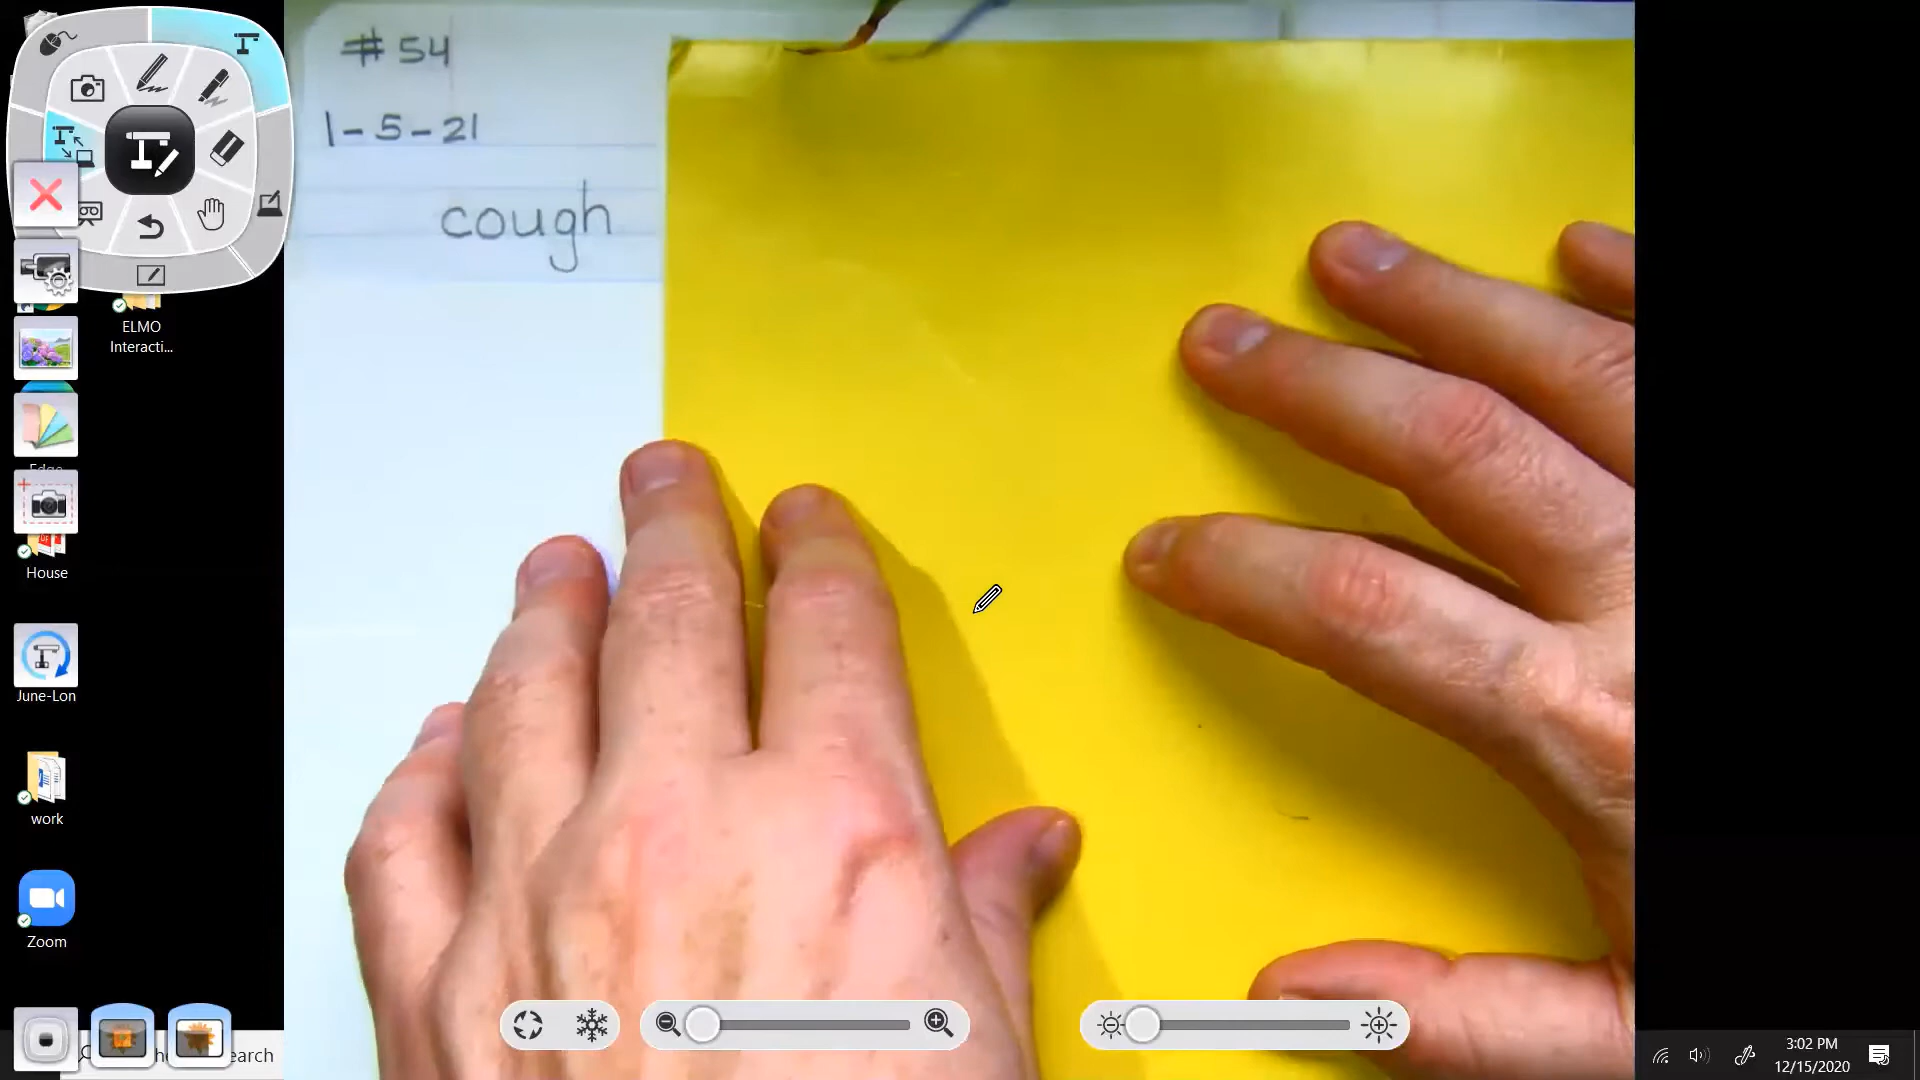 # 54
1-5-21
cough
ELMO
Interacti...
Edge
House
June-Lon
work
Zoom
earch
3:02 PM
12/15/2020